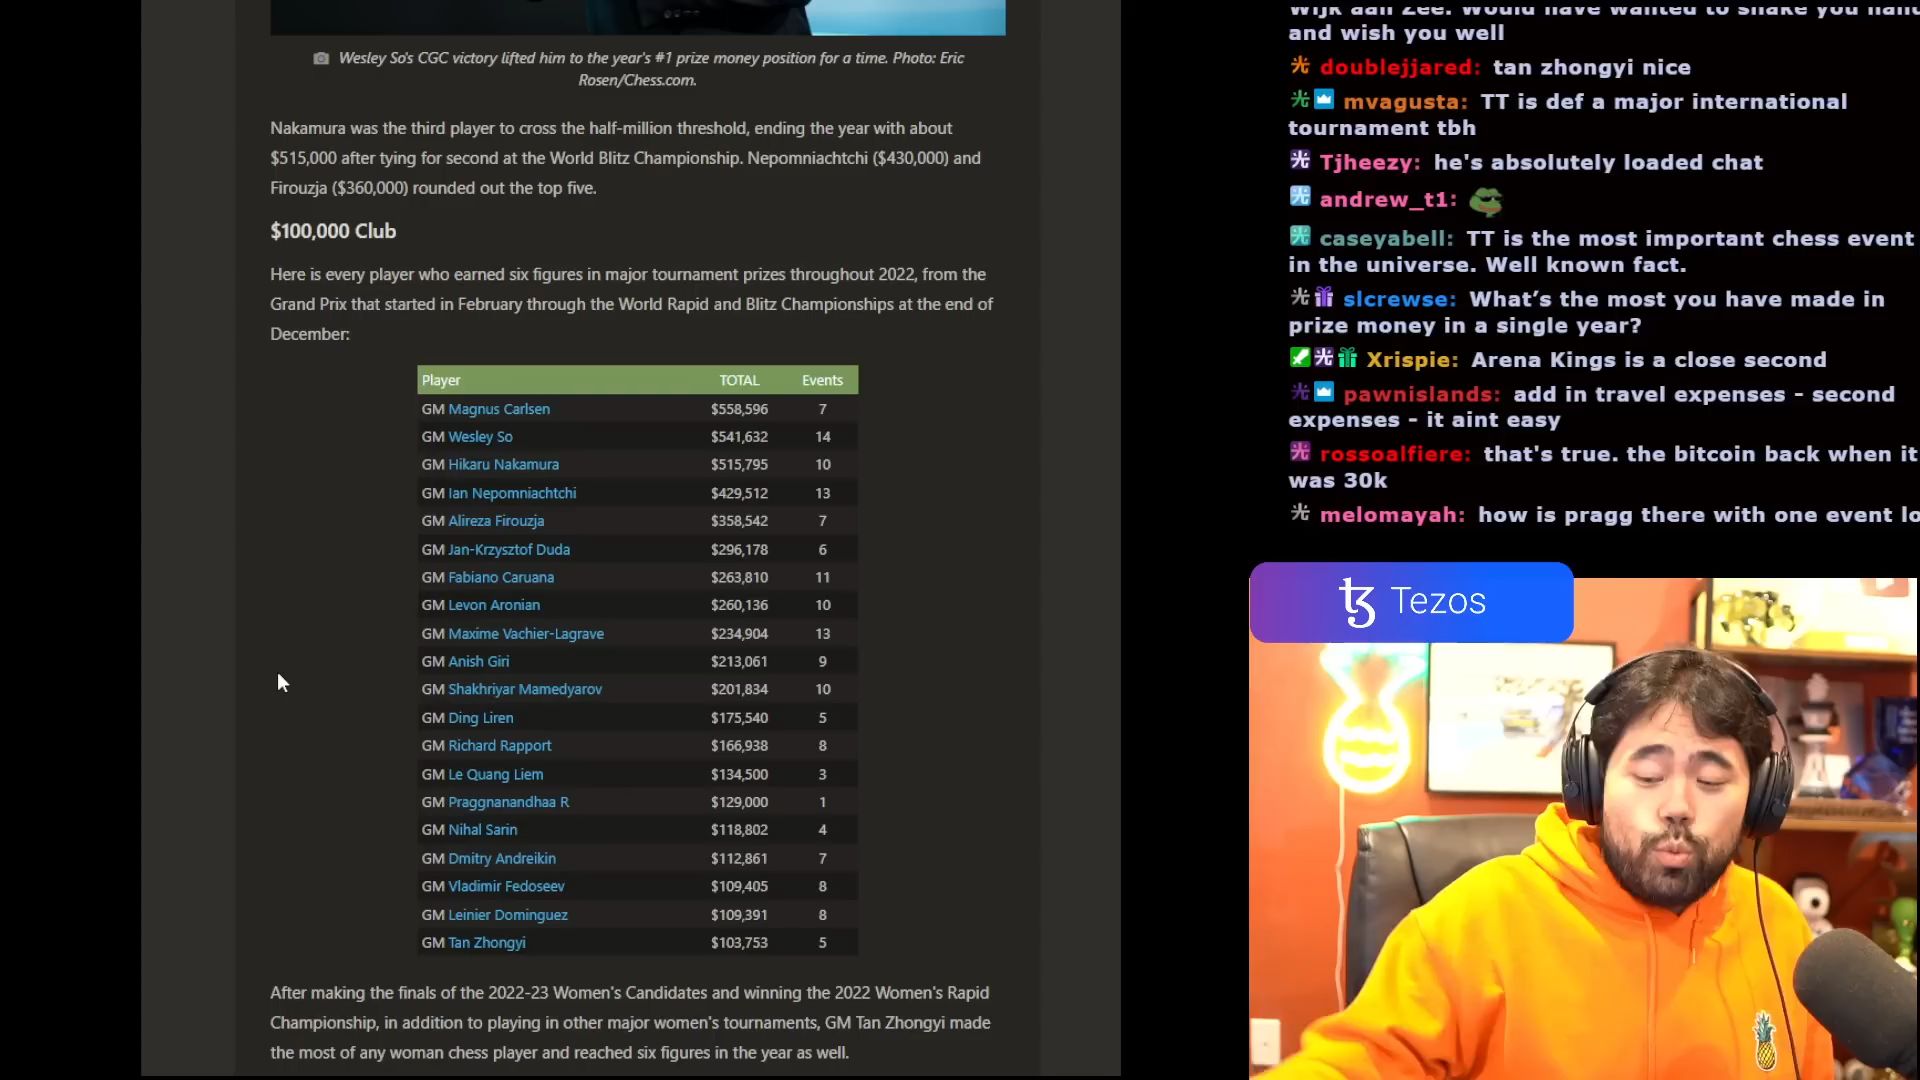 Wesley So's CGC victory lifted him to the year's #1 prize money position for a time. Photo: Eric
Rosen/Chess.com.
Nakamura was the third player to cross the half-million threshold, ending the year with about
$515,000 after tying for second at the World Blitz Championship. Nepomniachtchi ($430,000) and
Firouzja ($360,000) rounded out the top five.
$100,000 Club
Here is every player who earned six figures in major tournament prizes throughout 2022, from the
Grand Prix that started in February through the World Rapid and Blitz Championships at the end of
December:
Player TOTAL Events
GM Magnus Carlsen $558,596 7
GM Wesley So $541,632 14
GM Hikaru Nakamura $515,795 10
GM Ian Nepomniachtchi $429,512 13
GM Alireza Firouzja $358,542 7
GM Jan-Krzysztof Duda $296,178 6
GM Fabiano Caruana $263,810 11
GM Levon Aronian $260,136 10
GM Maxime Vachier-Lagrave $234,904 13
GM Anish Giri $213,061 9
GM Shakhriyar Mamedyarov $201,834 10
GM Ding Liren $175,540 5
GM Richard Rapport $166,938 8
GM Le Quang Liem $134,500 3
GM Praggnanandhaa R $129,000 1
GM Nihal Sarin $118,802 4
GM Dmitry Andreikin $112,861 7
GM Vladimir Fedoseev $109,405 8
GM Leinier Dominguez $109,391 8
GM Tan Zhongyi $103,753 5
After making the finals of the 2022-23 Women's Candidates and winning the 2022 Women's Rapid
Championship, in addition to playing in other major women's tournaments, GM Tan Zhongyi made
the most of any woman chess player and reached six figures in the year as well.
Wijk aan Zee. Would have wanted to shake you hand
and wish you well
doublejjared: tan zhongyi nice
mvagusta: TT is def a major international
tournament tbh
Tjheezy: he's absolutely loaded chat
andrew_t1:
caseyabell: TT is the most important chess event
in the universe. Well known fact.
slcrewse: What’s the most you have made in
prize money in a single year?
Xrispie: Arena Kings is a close second
pawnislands: add in travel expenses - second
expenses - it aint easy
rossoalfiere: that's true. the bitcoin back when it
was 30k
melomayah: how is pragg there with one event lo
Tezos